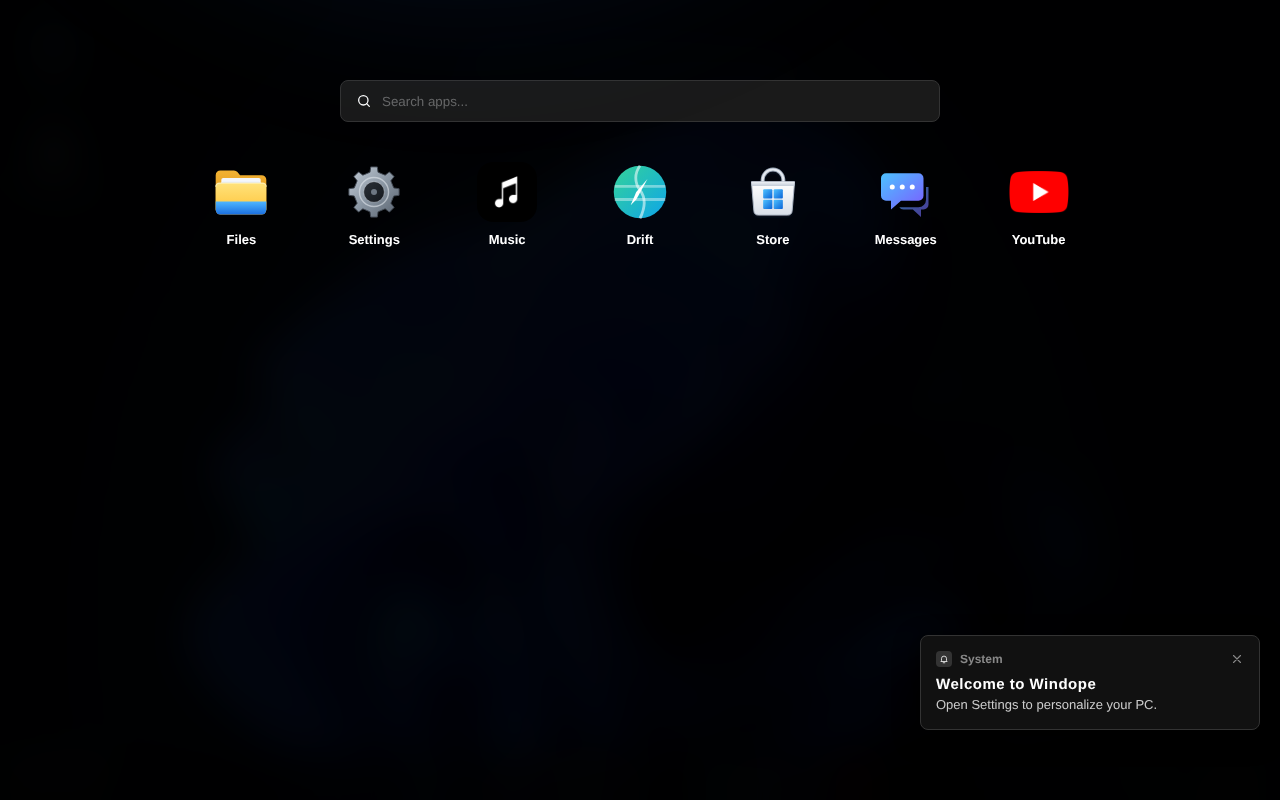 Search apps...
Files
Settings
Music
Drift
Store
Messages
YouTube
System
Welcome to Windope
Open Settings to personalize your PC.